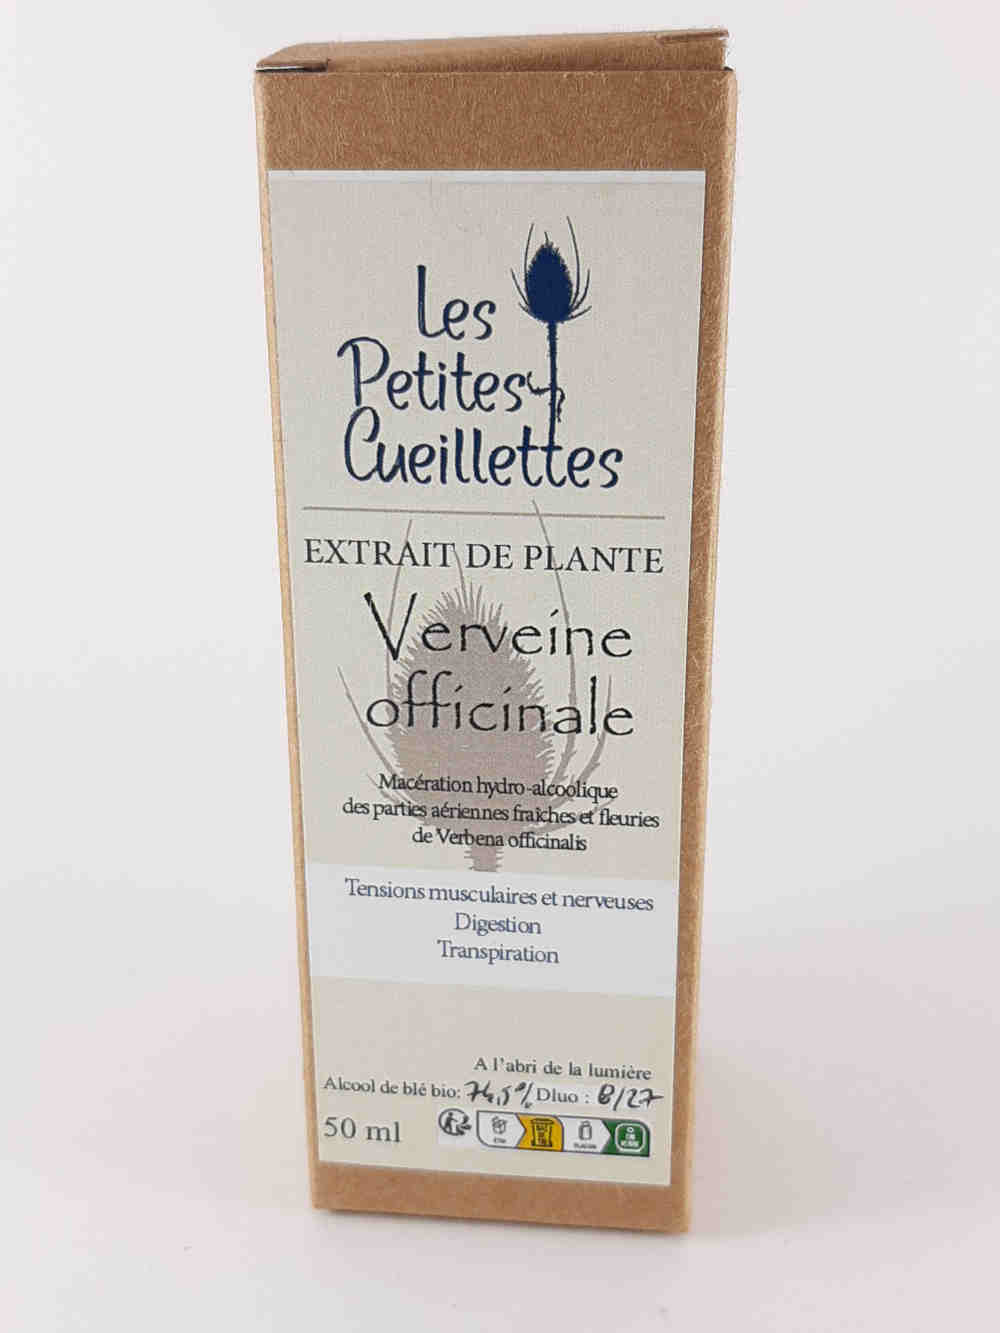 Les
Petites
Cueillettes
EXTRAIT DE PLANTE
Verveine
officinale
Macération hydro-alcoolique
des parties aériennes fraîches et fleuries
de Verbena officinalis
Tensions musculaires et nerveuses
Digestion
Transpiration
A l'abri de la lumière
Alcool de blé bio: 74,5% Dluo : 8/27
50 ml